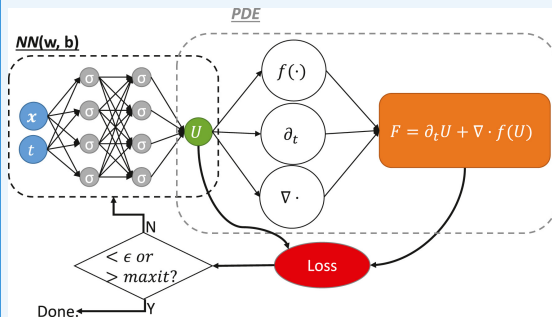 PDE
NN(w, b)
σ σ
x σ σ
t σ σ
σ σ
U
f(·)
∂ₜ
∇ ·
F = ∂ₜU + ∇ · f(U)
N
< ϵ or
> maxit?
Loss
Y
Done.